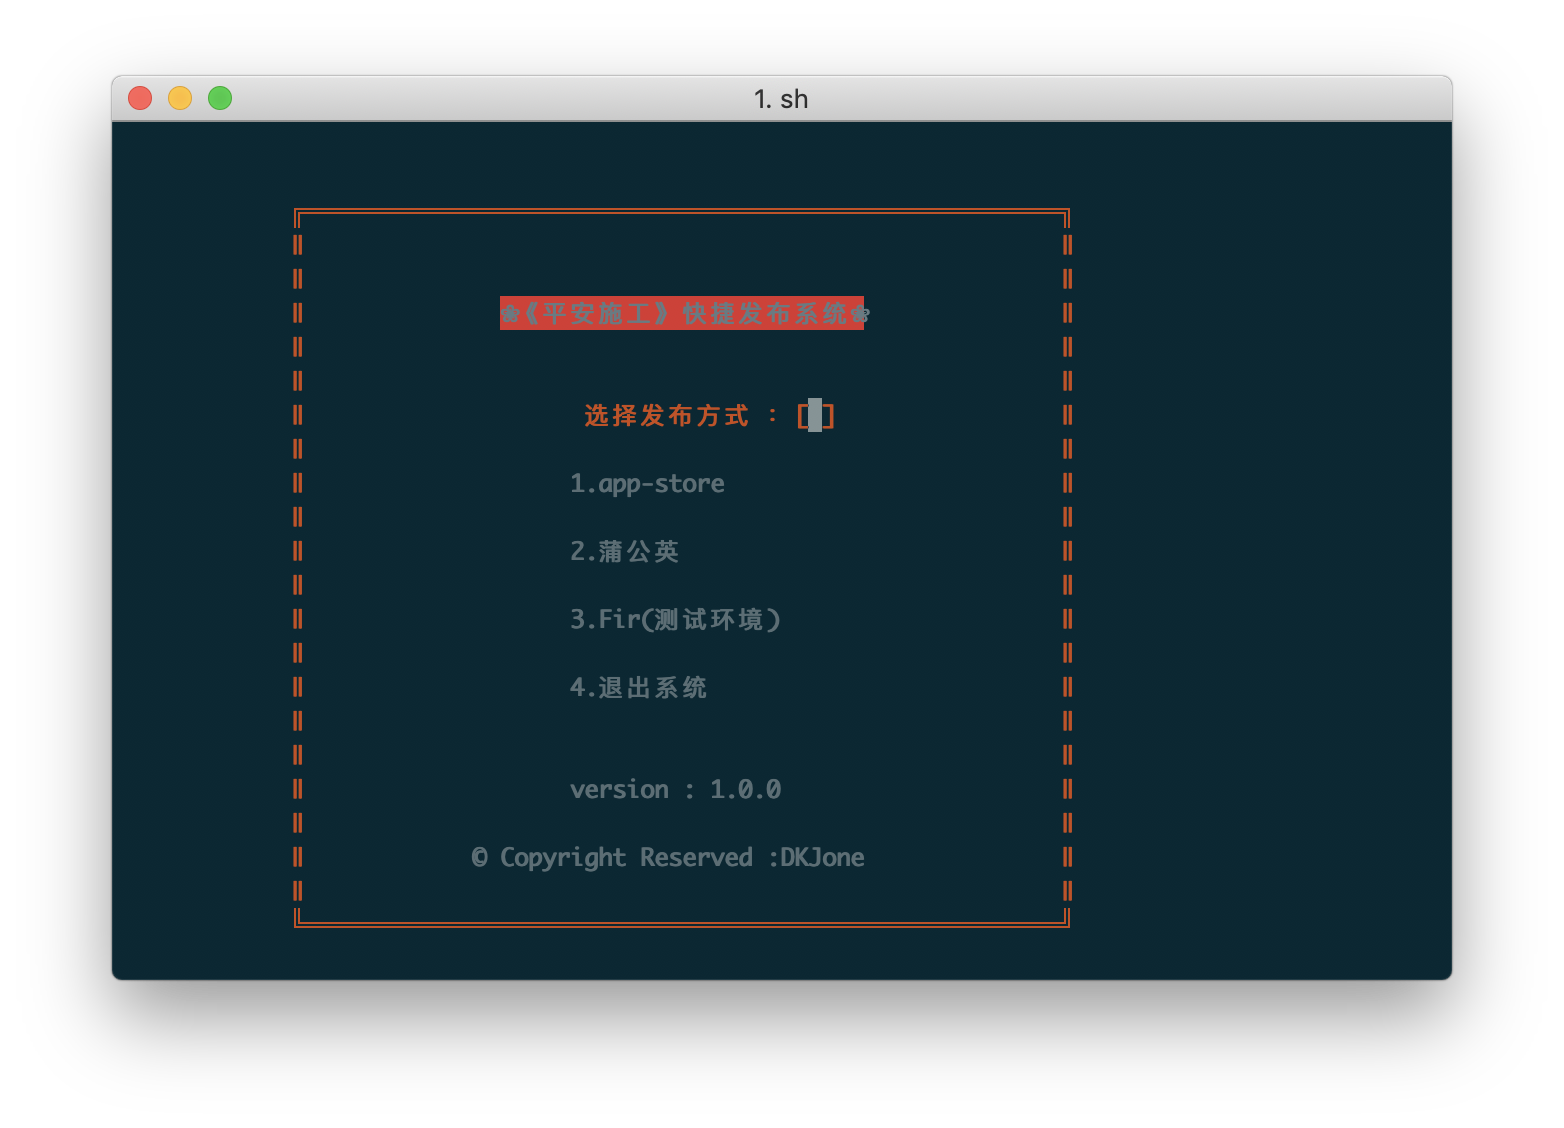 1. sh
❀《平安施工》快捷发布系统❀
选择发布方式 : [ ]
1.app-store
2.蒲公英
3.Fir(测试环境)
4.退出系统
version : 1.0.0
© Copyright Reserved :DKJone